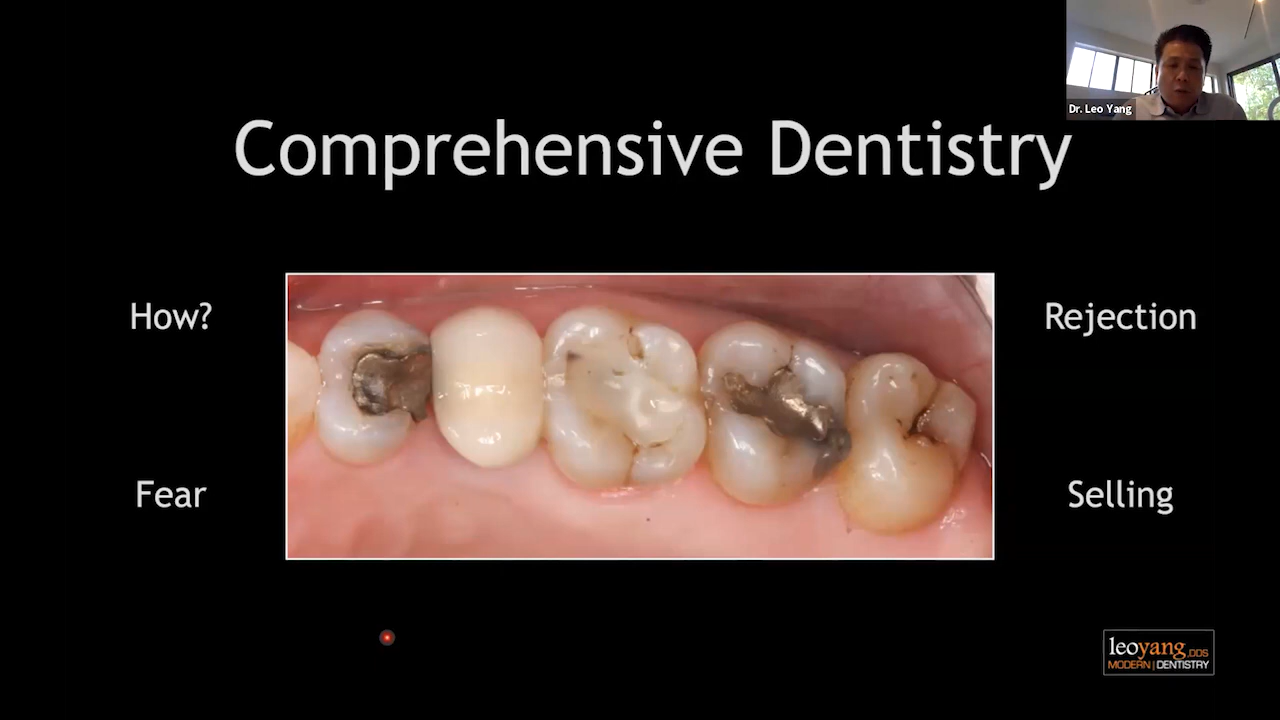 Dr. Leo Yang
Comprehensive Dentistry
How?
Rejection
Fear
Selling
leoyang.DDS
MODERN | DENTISTRY